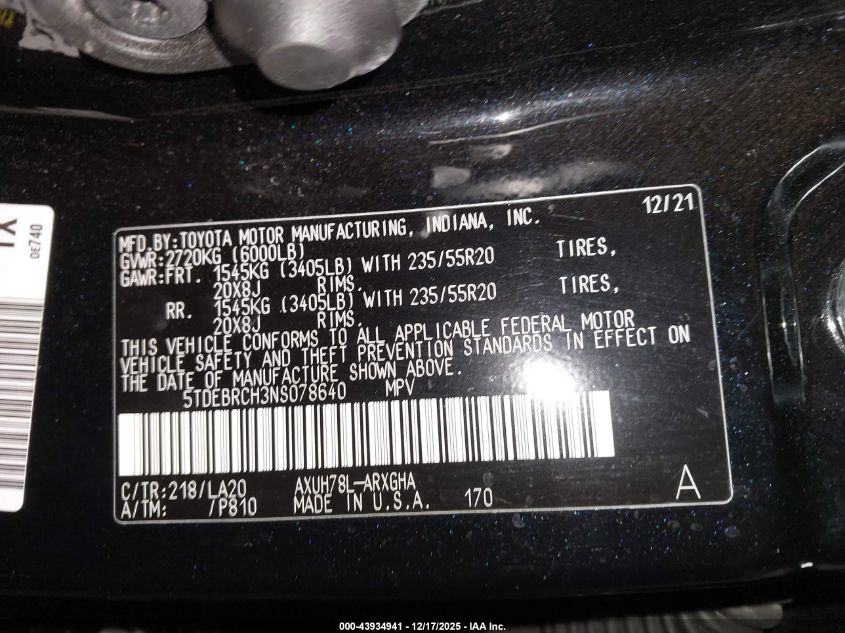 TX
0E740
12/21
MFD.BY:TOYOTA MOTOR MANUFACTURING, INDIANA, INC.
GVWR:2720KG (6000LB)
GAWR:FRT. 1545KG (3405LB) WITH 235/55R20 TIRES,
20X8J RIMS.
RR. 1545KG (3405LB) WITH 235/55R20 TIRES,
20X8J RIMS.
THIS VEHICLE CONFORMS TO ALL APPLICABLE FEDERAL MOTOR
VEHICLE SAFETY AND THEFT PREVENTION STANDARDS IN EFFECT ON
THE DATE OF MANUFACTURE SHOWN ABOVE.
5TDEBRCH3NS078640 MPV
C/TR:218/LA20 AXUH78L-ARXGHA
A/TM: /P810 MADE IN U.S.A. 170 A
000-43934941 - 12/17/2025 - IAA Inc.